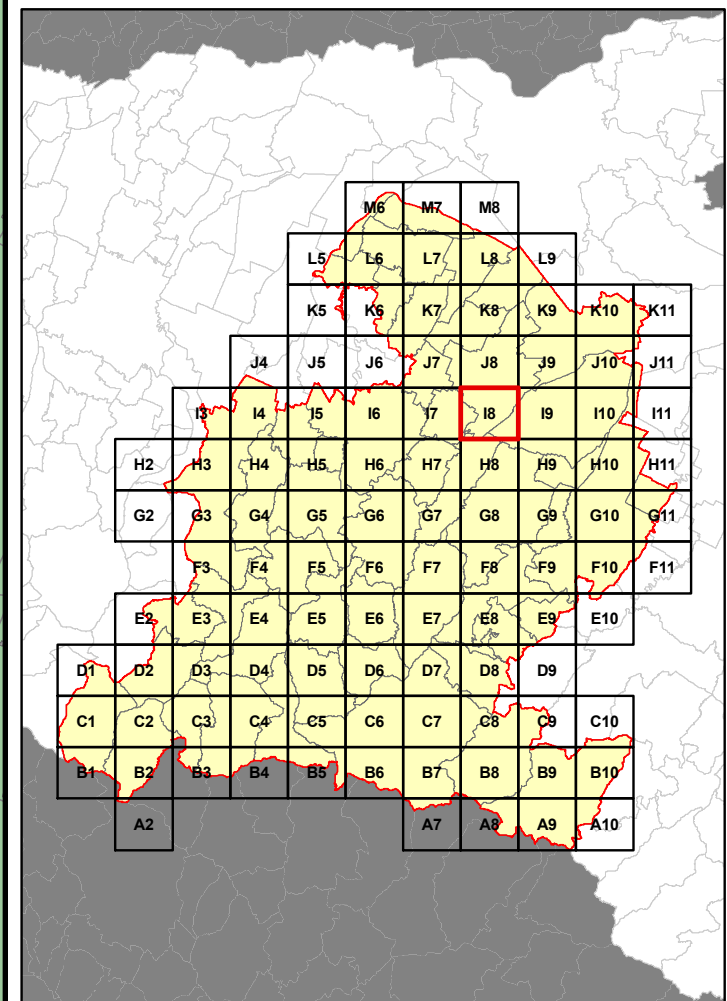 M6 M7 M8
L5 L6 L7 L8 L9
K5 K6 K7 K8 K9 K10 K11
J4 J5 J6 J7 J8 J9 J10 J11
I3 I4 I5 I6 I7 I8 I9 I10 I11
H2 H3 H4 H5 H6 H7 H8 H9 H10 H11
G2 G3 G4 G5 G6 G7 G8 G9 G10 G11
F3 F4 F5 F6 F7 F8 F9 F10 F11
E2 E3 E4 E5 E6 E7 E8 E9 E10
D1 D2 D3 D4 D5 D6 D7 D8 D9
C1 C2 C3 C4 C5 C6 C7 C8 C9 C10
B1 B2 B3 B4 B5 B6 B7 B8 B9 B10
A2 A7 A8 A9 A10